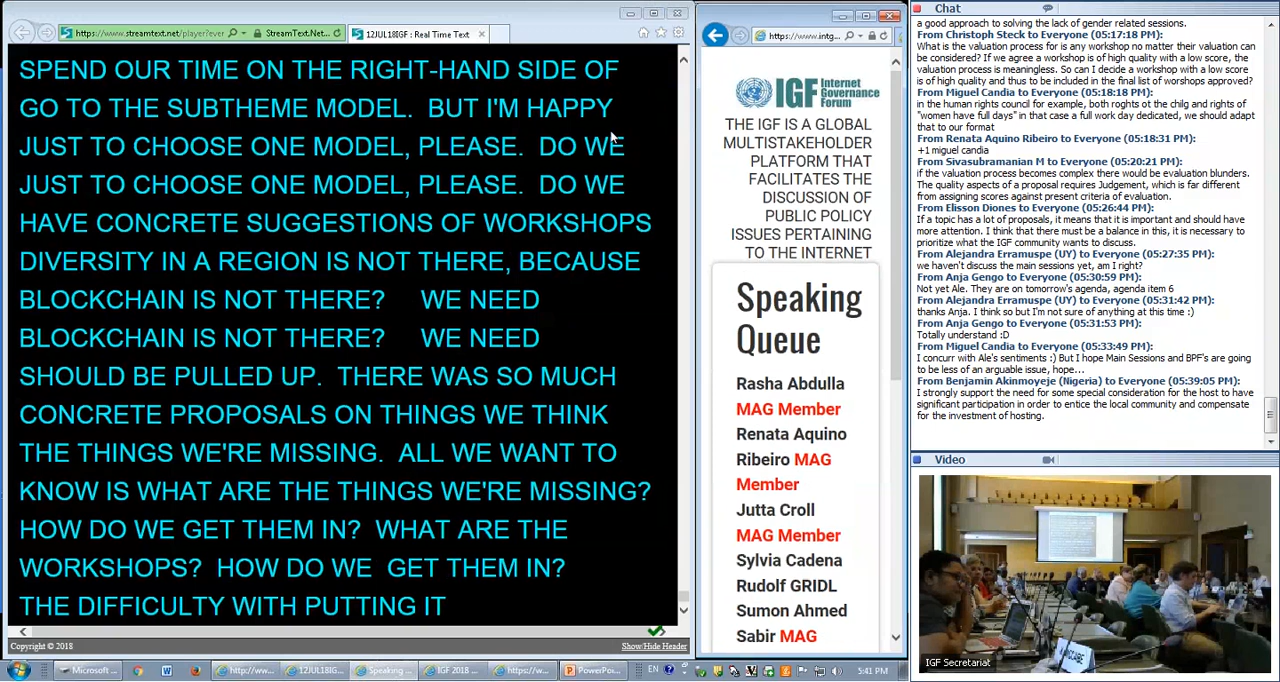 https://www.streamtext.net/player?ever
StreamText.Net...
12JUL18IGF : Real Time Text
SPEND OUR TIME ON THE RIGHT-HAND SIDE OF
GO TO THE SUBTHEME MODEL. BUT I'M HAPPY
JUST TO CHOOSE ONE MODEL, PLEASE. DO WE
JUST TO CHOOSE ONE MODEL, PLEASE. DO WE
HAVE CONCRETE SUGGESTIONS OF WORKSHOPS
DIVERSITY IN A REGION IS NOT THERE, BECAUSE
BLOCKCHAIN IS NOT THERE? WE NEED
BLOCKCHAIN IS NOT THERE? WE NEED
SHOULD BE PULLED UP. THERE WAS SO MUCH
CONCRETE PROPOSALS ON THINGS WE THINK
THE THINGS WE'RE MISSING. ALL WE WANT TO
KNOW IS WHAT ARE THE THINGS WE'RE MISSING?
HOW DO WE GET THEM IN? WHAT ARE THE
WORKSHOPS? HOW DO WE GET THEM IN?
THE DIFFICULTY WITH PUTTING IT
Copyright © 2018
Show/Hide Header
https://www.intg
IGF Internet
Governance
Forum
THE IGF IS A GLOBAL
MULTISTAKEHOLDER
PLATFORM THAT
FACILITATES THE
DISCUSSION OF
PUBLIC POLICY
ISSUES PERTAINING
TO THE INTERNET
Speaking
Queue
Rasha Abdulla
MAG Member
Renata Aquino
Ribeiro MAG
Member
Jutta Croll
MAG Member
Sylvia Cadena
Rudolf GRIDL
Sumon Ahmed
Sabir MAG
Chat
a good approach to solving the lack of gender related sessions.
From Christoph Steck to Everyone (05:17:18 PM):
What is the valuation process for is any workshop no matter their valuation can
be considered? If we agree a workshop is of high quality with a low score, the
valuation process is meaningless. So can I decide a workshop with a low score
is of high quality and thus to be included in the final list of worshops approved?
From Miguel Candia to Everyone (05:18:18 PM):
in the human rights council for example, both roghts ot the chilg and rights of
"women have full days" in that case a full work day dedicated, we should adapt
that to our format
From Renata Aquino Ribeiro to Everyone (05:18:31 PM):
+1 miguel candia
From Sivasubramanian M to Everyone (05:20:21 PM):
if the valuation process becomes complex there would be evaluation blunders.
The quality aspects of a proposal requires Judgement, which is far different
from assigning scores against present criteria of evaluation.
From Elisson Diones to Everyone (05:26:44 PM):
If a topic has a lot of proposals, it means that it is important and should have
more attention. I think that there must be a balance in this, it is necessary to
prioritize what the IGF community wants to discuss.
From Alejandra Erramuspe (UY) to Everyone (05:27:35 PM):
we haven't discuss the main sessions yet, am I right?
From Anja Gengo to Everyone (05:30:59 PM):
Not yet Ale. They are on tomorrow's agenda, agenda item 6
From Alejandra Erramuspe (UY) to Everyone (05:31:42 PM):
thanks Anja. I think so but I'm not sure of anything at this time :)
From Anja Gengo to Everyone (05:31:53 PM):
Totally understand :D
From Miguel Candia to Everyone (05:33:49 PM):
I concurr with Ale's sentiments :) But I hope Main Sessions and BPF's are going
to be less of an arguable issue, hope...
From Benjamin Akinmoyeje (Nigeria) to Everyone (05:39:05 PM):
I strongly support the need for some special consideration for the host to have
significant participation in order to entice the local community and compensate
for the investment of hosting.
Video
IGF Secretariat
Microsoft ...
http://ww...
12JUL18IG...
Speaking ...
IGF 2018 ...
https://w...
PowerPoi...
EN
5:41 PM